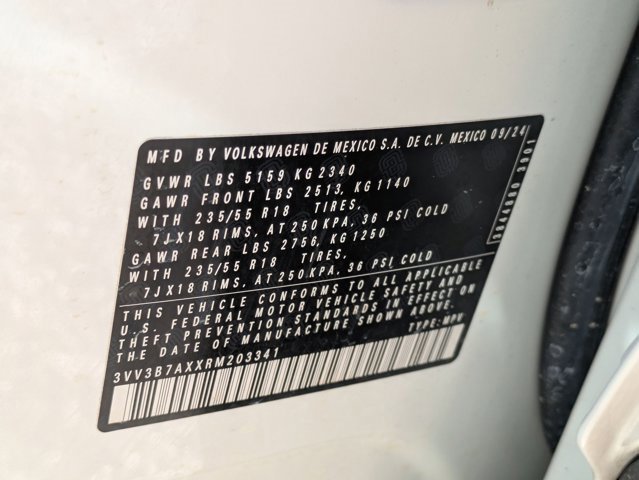 MFD BY VOLKSWAGEN DE MEXICO S.A. DE C.V. MEXICO 09/24
GVWR LBS 5159 KG 2340
GAWR FRONT LBS 2513, KG 1140
WITH 235/55 R18 TIRES,
7JX18 RIMS, AT 250 KPA, 36 PSI COLD
GAWR REAR LBS 2756, KG 1250
WITH 235/55 R18 TIRES,
7JX18 RIMS, AT 250 KPA, 36 PSI COLD
THIS VEHICLE CONFORMS TO ALL APPLICABLE
U.S. FEDERAL MOTOR VEHICLE SAFETY AND
THEFT PREVENTION STANDARDS IN EFFECT ON
THE DATE OF MANUFACTURE SHOWN ABOVE.
3VV3B7AXXRM203341 TYPE: MPV
3901